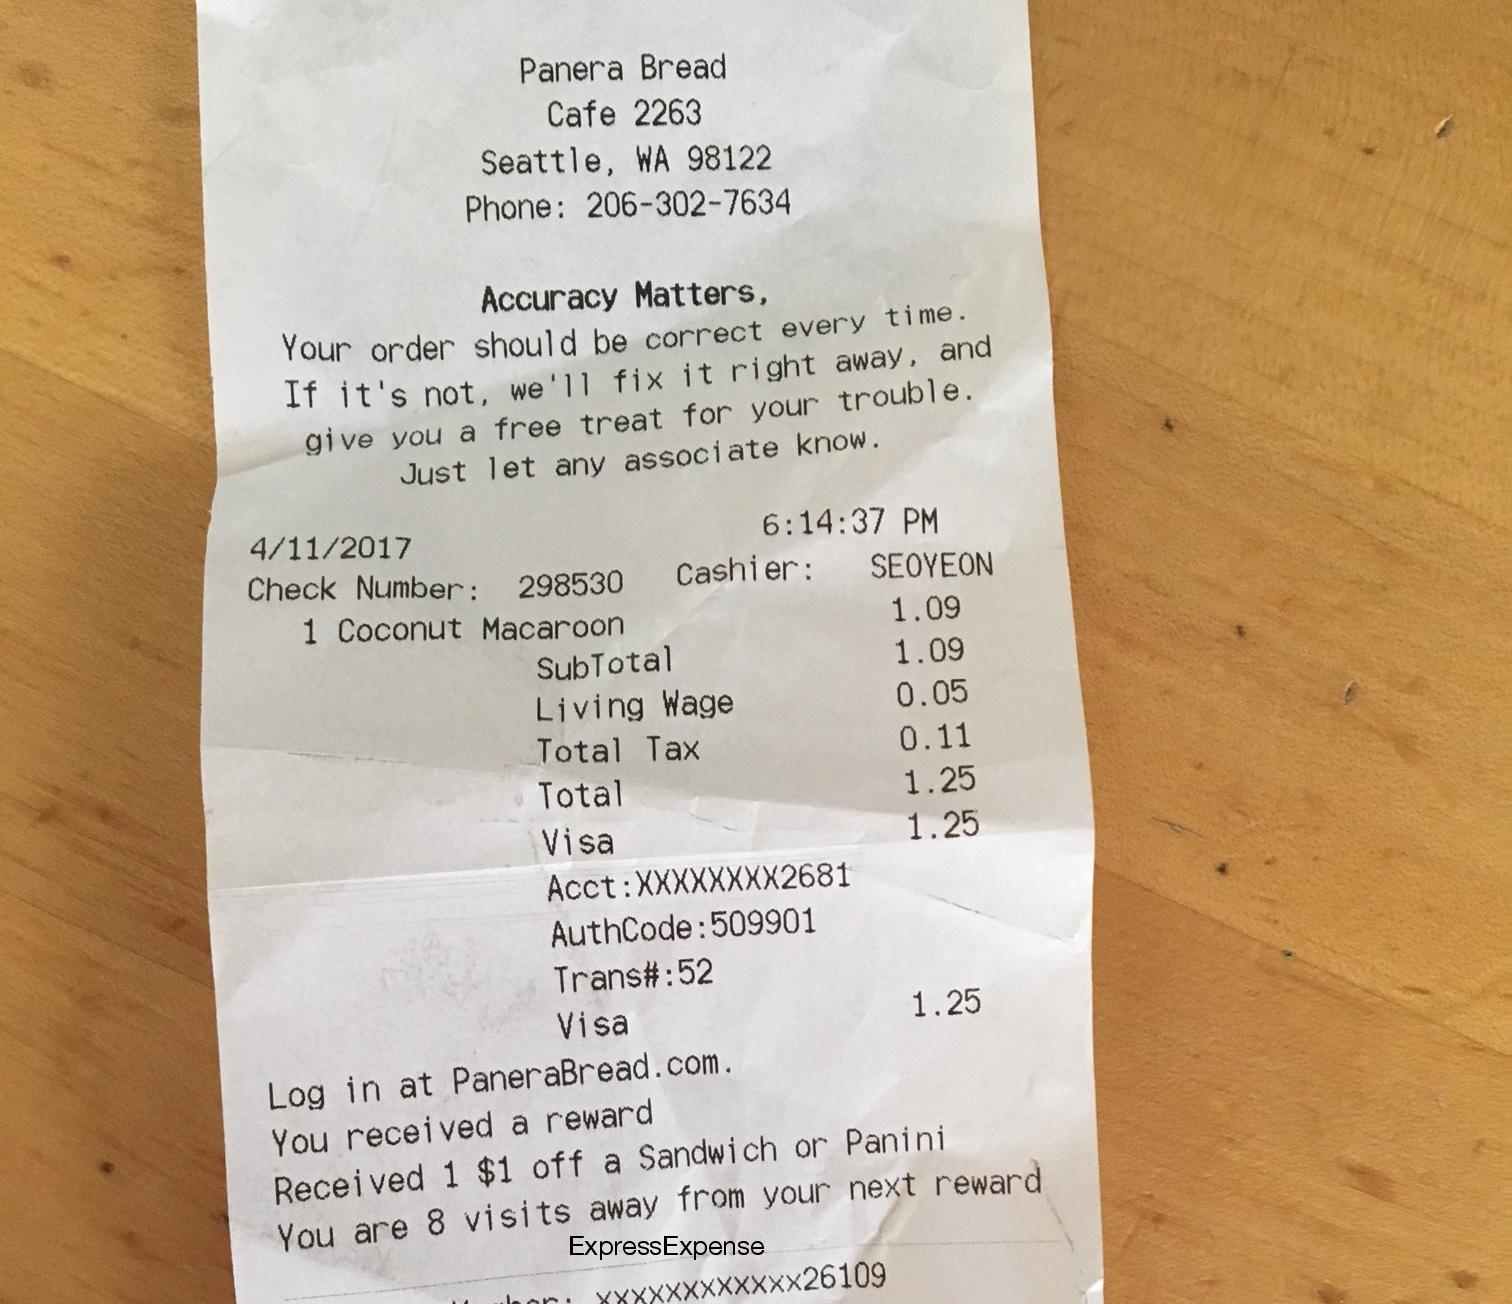 Panera Bread
Cafe 2263
Seattle, WA 98122
Phone: 206-302-7634
Accuracy Matters,
Your order should be correct every time.
If it's not, we'll fix it right away, and
give you a free treat for your trouble.
Just let any associate know.
4/11/2017 6:14:37 PM
Check Number: 298530 Cashier: SEOYEON
1 Coconut Macaroon 1.09
SubTotal 1.09
Living Wage 0.05
Total Tax 0.11
Total 1.25
Visa 1.25
Acct:XXXXXXXX2681
AuthCode:509901
Trans#:52
Visa 1.25
Log in at PaneraBread.com.
You received a reward
Received 1 $1 off a Sandwich or Panini
You are 8 visits away from your next reward
ExpressExpense
xxxxxxxxxxxx26109